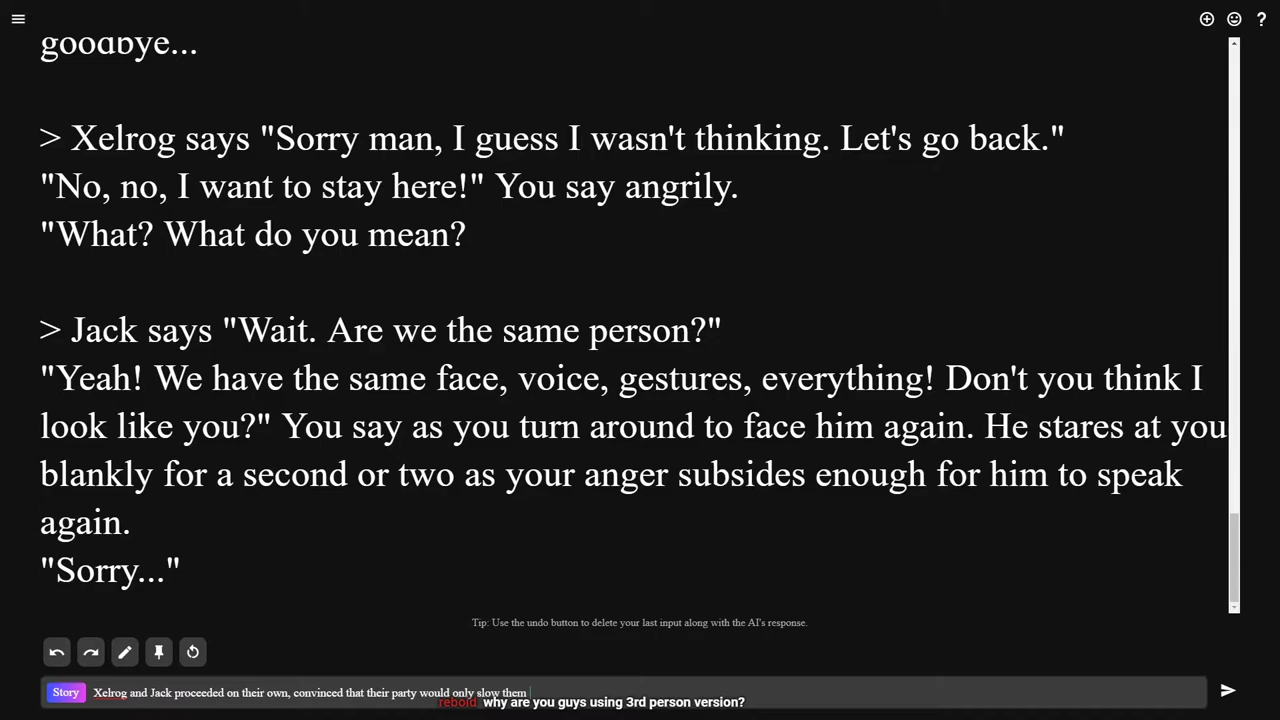 goodbye...
> Xelrog says "Sorry man, I guess I wasn't thinking. Let's go back."
"No, no, I want to stay here!" You say angrily.
"What? What do you mean?
> Jack says "Wait. Are we the same person?"
"Yeah! We have the same face, voice, gestures, everything! Don't you think I
look like you?" You say as you turn around to face him again. He stares at you
blankly for a second or two as your anger subsides enough for him to speak
again.
"Sorry..."
Tip: Use the undo button to delete your last input along with the AI's response.
Story Xelrog and Jack proceeded on their own, convinced that their party would only slow them
reboid why are you guys using 3rd person version?